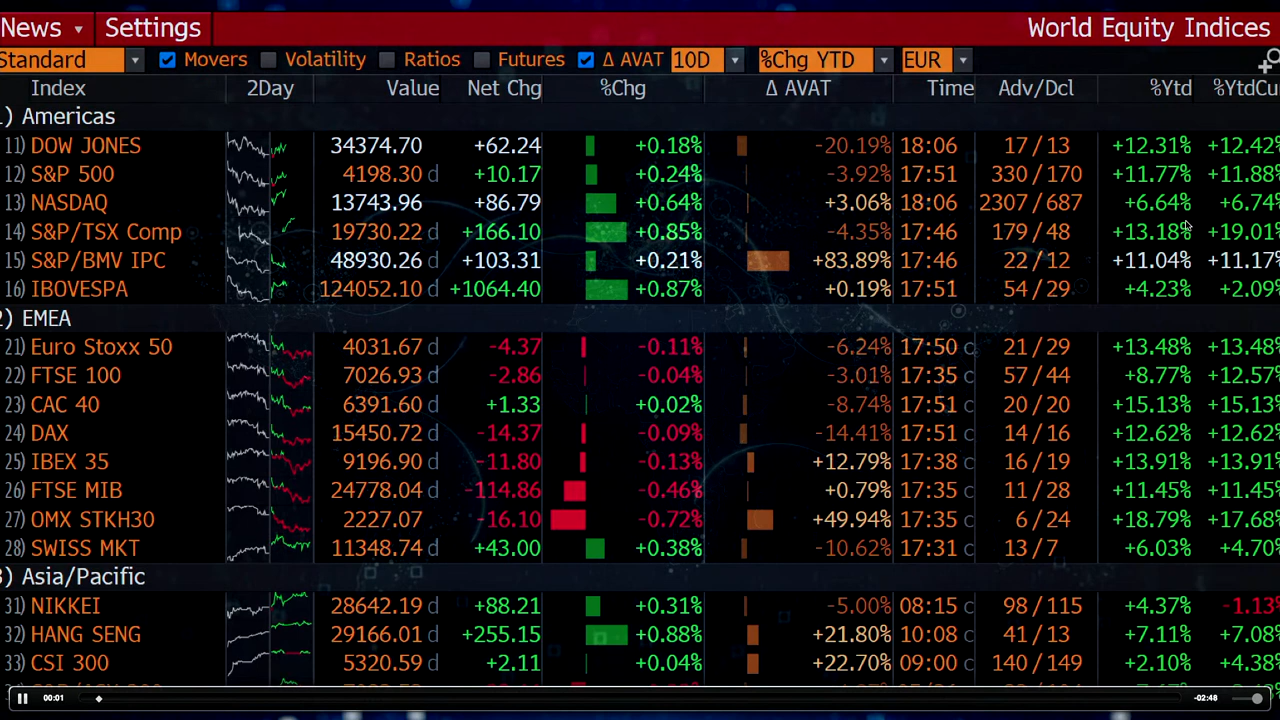 News Settings World Equity Indices
Standard Movers Volatility Ratios Futures Δ AVAT 10D %Chg YTD EUR
Index 2Day Value Net Chg %Chg Δ AVAT Time Adv/Dcl %Ytd %YtdCu
) Americas
11) DOW JONES 34374.70 +62.24 +0.18% -20.19% 18:06 17/13 +12.31% +12.42%
12) S&P 500 4198.30 d +10.17 +0.24% -3.92% 17:51 330/170 +11.77% +11.88%
13) NASDAQ 13743.96 +86.79 +0.64% +3.06% 18:06 2307/687 +6.64% +6.74%
14) S&P/TSX Comp 19730.22 d +166.10 +0.85% -4.35% 17:46 179/48 +13.18% +19.01%
15) S&P/BMV IPC 48930.26 d +103.31 +0.21% +83.89% 17:46 22/12 +11.04% +11.17%
16) IBOVESPA 124052.10 d +1064.40 +0.87% +0.19% 17:51 54/29 +4.23% +2.09%
2) EMEA
21) Euro Stoxx 50 4031.67 d -4.37 -0.11% -6.24% 17:50 c 21/29 +13.48% +13.48%
22) FTSE 100 7026.93 d -2.86 -0.04% -3.01% 17:35 c 57/44 +8.77% +12.57%
23) CAC 40 6391.60 d +1.33 +0.02% -8.74% 17:51 c 20/20 +15.13% +15.13%
24) DAX 15450.72 d -14.37 -0.09% -14.41% 17:51 c 14/16 +12.62% +12.62%
25) IBEX 35 9196.90 d -11.80 -0.13% +12.79% 17:38 c 16/19 +13.91% +13.91%
26) FTSE MIB 24778.04 d -114.86 -0.46% +0.79% 17:35 c 11/28 +11.45% +11.45%
27) OMX STKH30 2227.07 -16.10 -0.72% +49.94% 17:35 c 6/24 +18.79% +17.68%
28) SWISS MKT 11348.74 d +43.00 +0.38% -10.62% 17:31 c 13/7 +6.03% +4.70%
3) Asia/Pacific
31) NIKKEI 28642.19 d +88.21 +0.31% -5.00% 08:15 c 98/115 +4.37% -1.13%
32) HANG SENG 29166.01 d +255.15 +0.88% +21.80% 10:08 c 41/13 +7.11% +7.08%
33) CSI 300 5320.59 d +2.11 +0.04% +22.70% 09:00 c 140/149 +2.10% +4.38%
00:01 -02:48